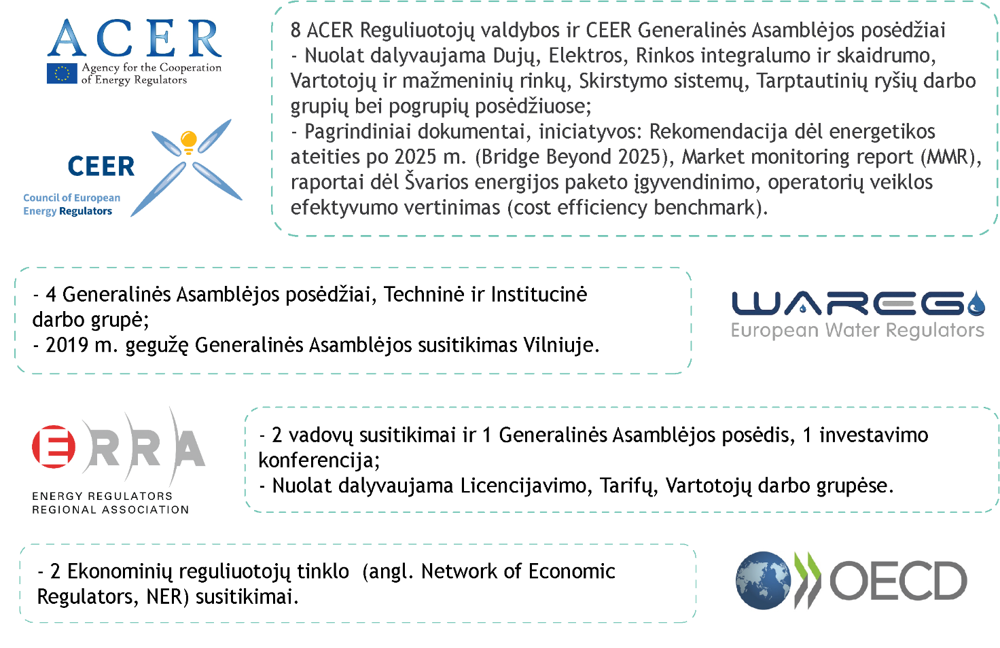 ACER
Agency for the Cooperation
of Energy Regulators
8 ACER Reguliuotojų valdybos ir CEER Generalinės Asamblėjos posėdžiai
- Nuolat dalyvaujama Dujų, Elektros, Rinkos integralumo ir skaidrumo,
Vartotojų ir mažmeninių rinkų, Skirstymo sistemų, Tarptautinių ryšių darbo
grupių bei pogrupių posėdžiuose;
- Pagrindiniai dokumentai, iniciatyvos: Rekomendacija dėl energetikos
ateities po 2025 m. (Bridge Beyond 2025), Market monitoring report (MMR),
raportai dėl Švarios energijos paketo įgyvendinimo, operatorių veiklos
efektyvumo vertinimas (cost efficiency benchmark).
CEER
Council of European
Energy Regulators
- 4 Generalinės Asamblėjos posėdžiai, Techninė ir Institucinė
darbo grupė;
- 2019 m. gegužę Generalinės Asamblėjos susitikimas Vilniuje.
WAREG
European Water Regulators
ERRA
ENERGY REGULATORS
REGIONAL ASSOCIATION
- 2 vadovų susitikimai ir 1 Generalinės Asamblėjos posėdis, 1 investavimo
konferencija;
- Nuolat dalyvaujama Licencijavimo, Tarifų, Vartotojų darbo grupėse.
- 2 Ekonominių reguliuotojų tinklo (angl. Network of Economic
Regulators, NER) susitikimai.
OECD